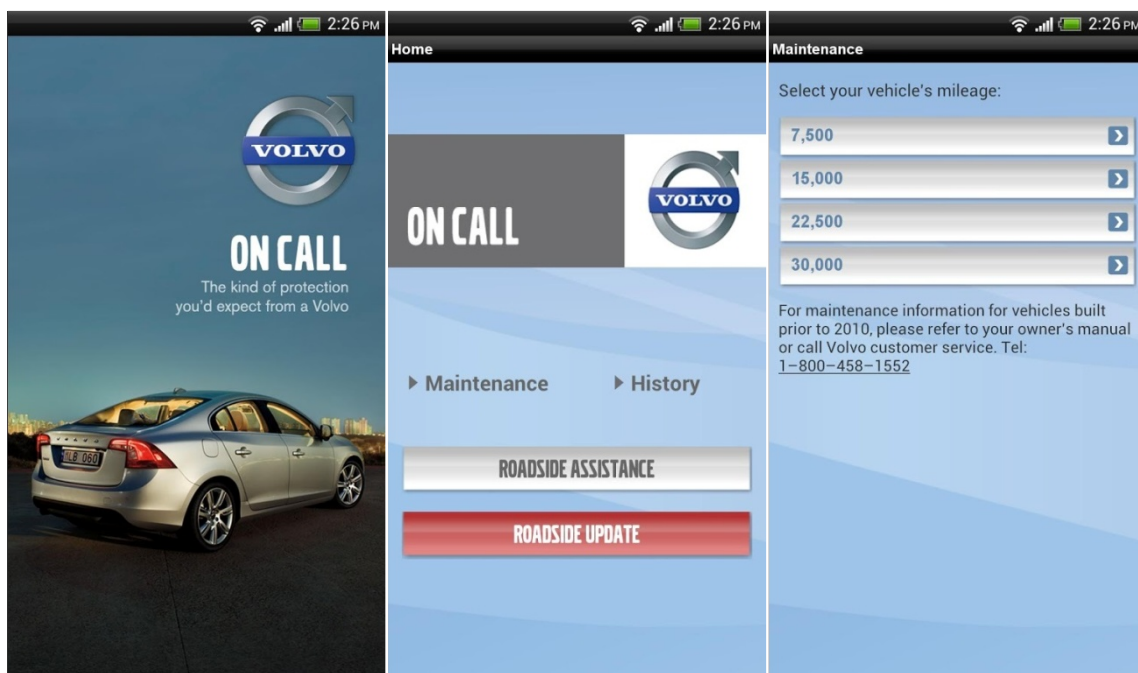 2:26 PM
VOLVO
ON CALL
The kind of protection
you'd expect from a Volvo
VOLVO
2:26 PM
Home
ON CALL
VOLVO
Maintenance
History
ROADSIDE ASSISTANCE
ROADSIDE UPDATE
2:26 PM
Maintenance
Select your vehicle's mileage:
7,500
15,000
22,500
30,000
For maintenance information for vehicles built
prior to 2010, please refer to your owner's manual
or call Volvo customer service. Tel:
1-800-458-1552